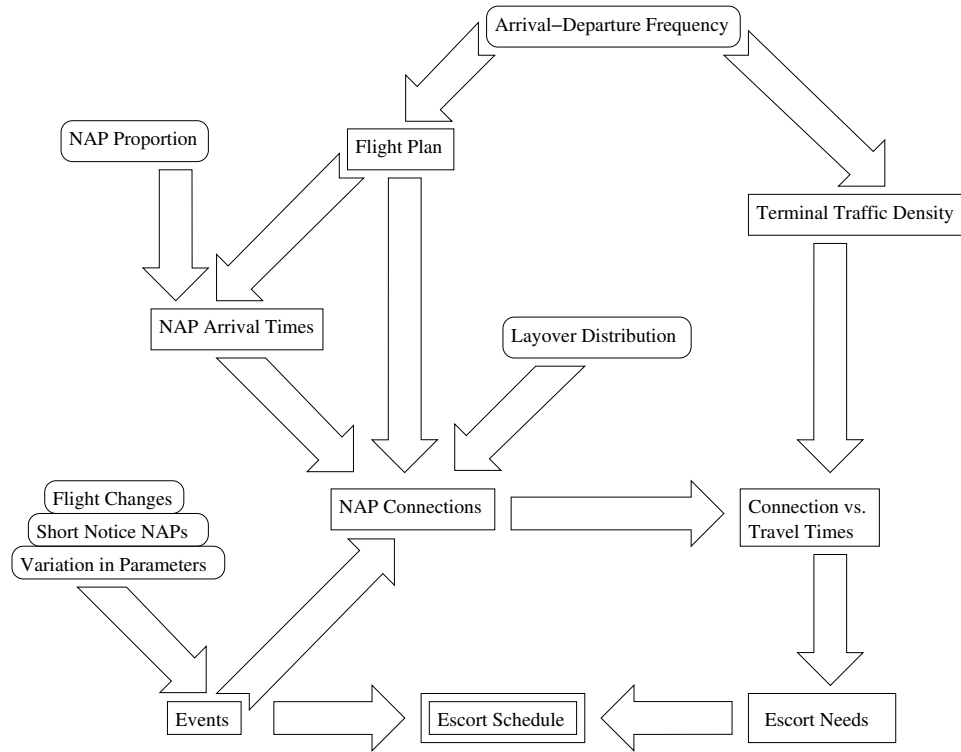 Arrival–Departure Frequency
NAP Proportion
Flight Plan
Terminal Traffic Density
NAP Arrival Times
Layover Distribution
Flight Changes
Short Notice NAPs
Variation in Parameters
NAP Connections
Connection vs.
Travel Times
Events
Escort Schedule
Escort Needs